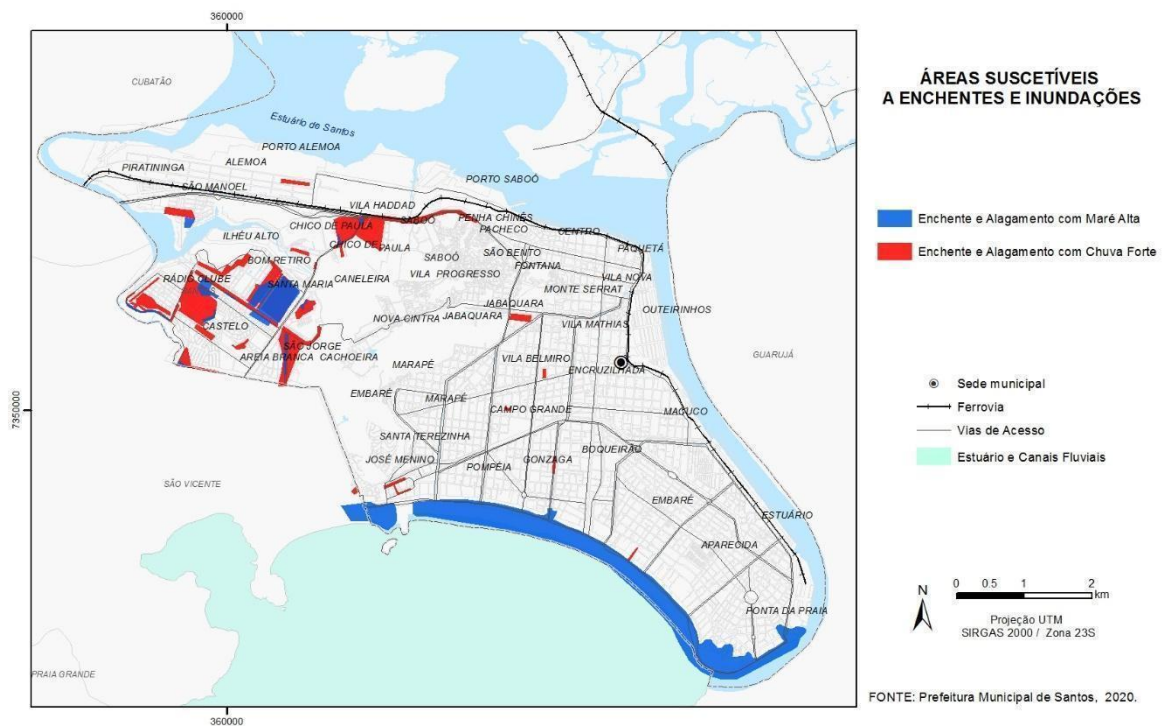 360000
CUBATÃO
Estuário de Santos
PORTO ALEMOA
ALEMOA
PIRATININGA
SÃO MANOEL
PORTO SABOÓ
VILA HADDAD
SABOÓ
PENHA CHINÊS
PACHECO
CENTRO
CHICO DE PAULA
ILHÉU ALTO
CHICO DE PAULA
PAQUETÁ
SÃO BENTO
BOM RETIRO
SABOÓ
FONTANA
RÁDIO CLUBE
SANTA MARIA
CANELEIRA
VILA PROGRESSO
VILA NOVA
MONTE SERRAT
JABAQUARA
OUTEIRINHOS
NOVA CINTRA
JABAQUARA
VILA MATHIAS
CASTELO
SÃO JORGE
AREIA BRANCA
CACHOEIRA
MARAPÉ
VILA BELMIRO
ENCRUZILHADA
GUARUJÁ
EMBARÉ
MARAPÉ
CAMPO GRANDE
MACUCO
7350000
SANTA TEREZINHA
BOQUEIRÃO
JOSÉ MENINO
POMPÉIA
GONZAGA
SÃO VICENTE
EMBARÉ
ESTUÁRIO
APARECIDA
PONTA DA PRAIA
PRAIA GRANDE
360000
ÁREAS SUSCETÍVEIS
A ENCHENTES E INUNDAÇÕES
Enchente e Alagamento com Maré Alta
Enchente e Alagamento com Chuva Forte
Sede municipal
Ferrovia
Vias de Acesso
Estuário e Canais Fluviais
N
0 0.5 1 2
km
Projeção UTM
SIRGAS 2000 / Zona 23S
FONTE: Prefeitura Municipal de Santos, 2020.